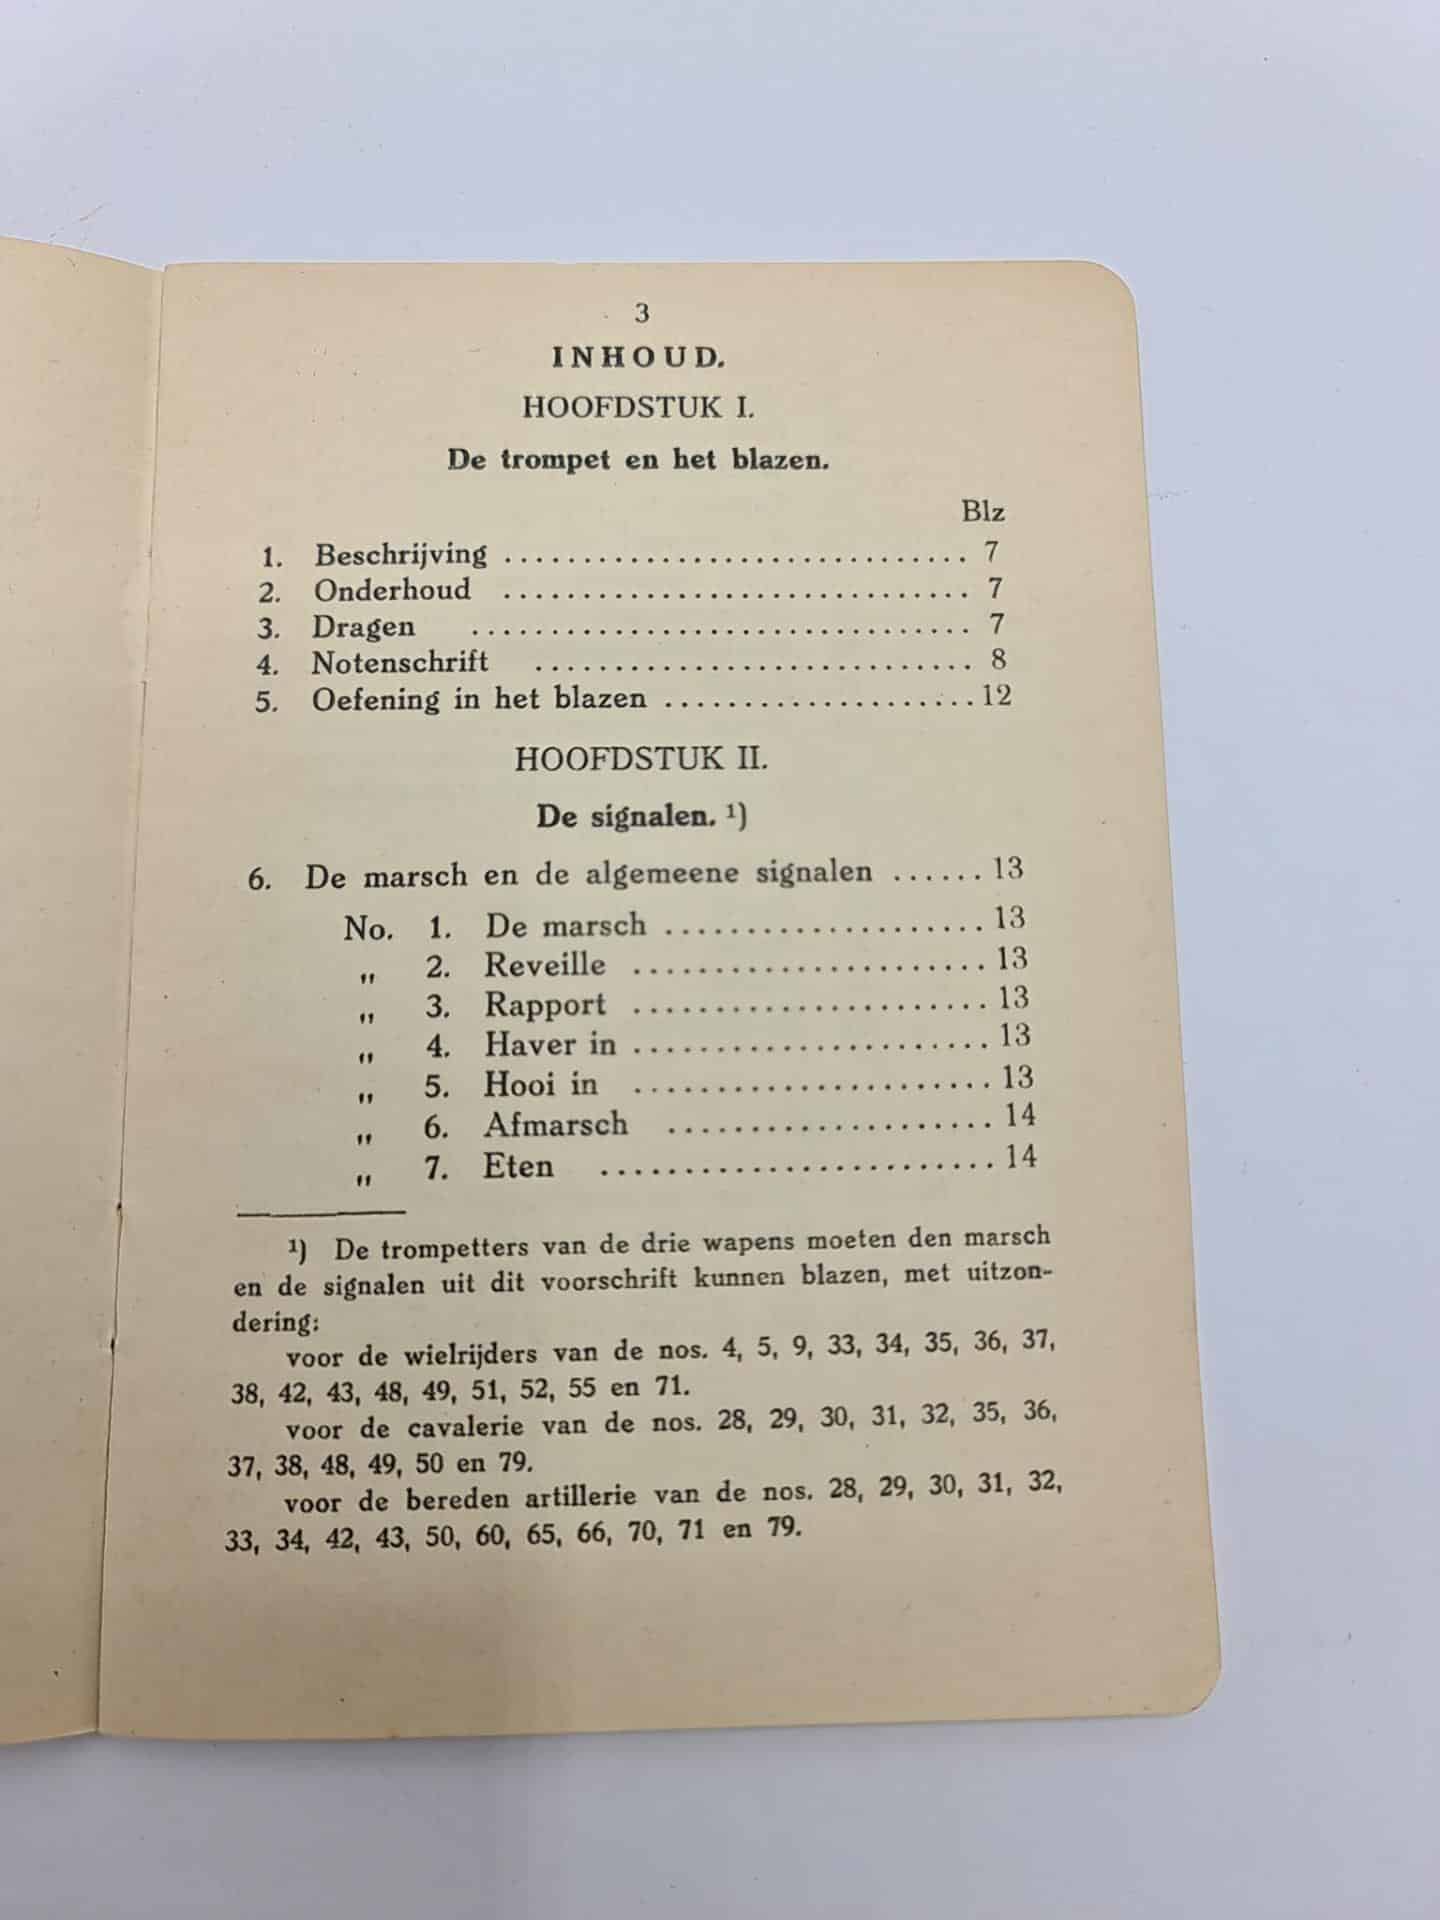 3
INHOUD.
HOOFDSTUK I.
De trompet en het blazen.
Blz
1. Beschrijving .............................. 7
2. Onderhoud .............................. 7
3. Dragen ................................ 7
4. Notenschrift ............................ 8
5. Oefening in het blazen .................... 12
HOOFDSTUK II.
De signalen. ¹)
6. De marsch en de algemeene signalen ...... 13
No. 1. De marsch .................... 13
„ 2. Reveille ...................... 13
„ 3. Rapport ...................... 13
„ 4. Haver in ...................... 13
„ 5. Hooi in ....................... 13
„ 6. Afmarsch ..................... 14
„ 7. Eten ......................... 14
¹) De trompetters van de drie wapens moeten den marsch
en de signalen uit dit voorschrift kunnen blazen, met uitzon-
dering:
voor de wielrijders van de nos. 4, 5, 9, 33, 34, 35, 36, 37,
38, 42, 43, 48, 49, 51, 52, 55 en 71.
voor de cavalerie van de nos. 28, 29, 30, 31, 32, 35, 36,
37, 38, 48, 49, 50 en 79.
voor de bereden artillerie van de nos. 28, 29, 30, 31, 32,
33, 34, 42, 43, 50, 60, 65, 66, 70, 71 en 79.